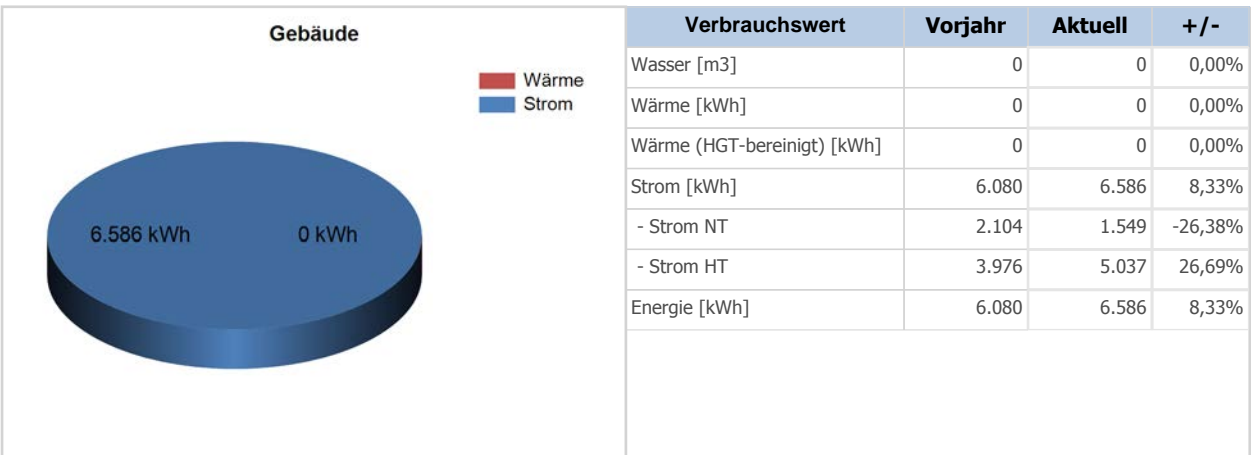 Gebäude
Wärme
Strom
6.586 kWh 0 kWh
Verbrauchswert Vorjahr Aktuell +/-
Wasser [m3] 0 0 0,00%
Wärme [kWh] 0 0 0,00%
Wärme (HGT-bereinigt) [kWh] 0 0 0,00%
Strom [kWh] 6.080 6.586 8,33%
- Strom NT 2.104 1.549 -26,38%
- Strom HT 3.976 5.037 26,69%
Energie [kWh] 6.080 6.586 8,33%